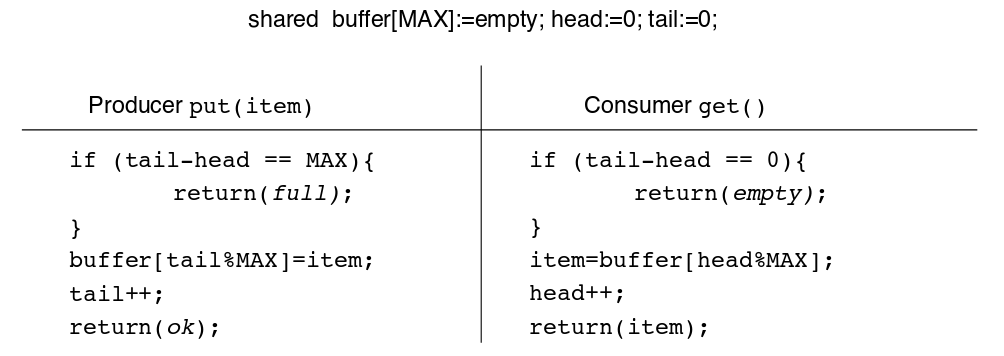 shared buffer[MAX]:=empty; head:=0; tail:=0;
Producer put(item)
if (tail-head == MAX){
return(full);
}
buffer[tail%MAX]=item;
tail++;
return(ok);
Consumer get()
if (tail-head == 0){
return(empty);
}
item=buffer[head%MAX];
head++;
return(item);